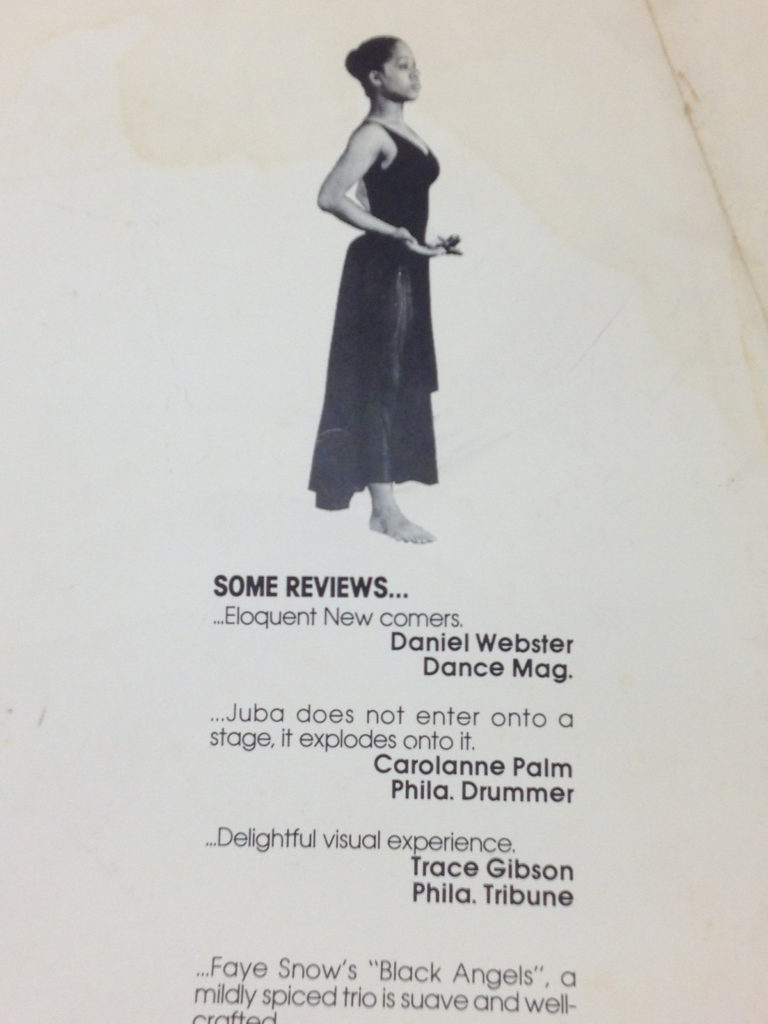 SOME REVIEWS...
...Eloquent New comers.
Daniel Webster
Dance Mag.
...Juba does not enter onto a
stage, it explodes onto it.
Carolanne Palm
Phila. Drummer
...Delightful visual experience.
Trace Gibson
Phila. Tribune
...Faye Snow's "Black Angels", a
mildly spiced trio is suave and well-
crafted